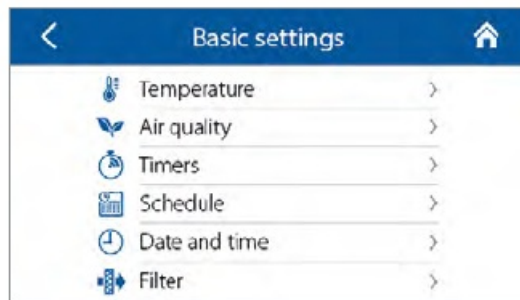 Basic settings
Temperature
Air quality
Timers
Schedule
Date and time
Filter